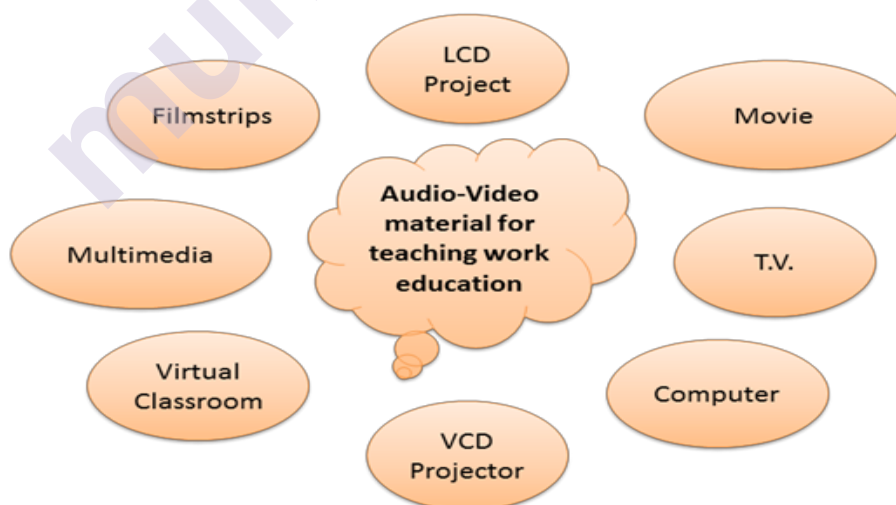 LCD
Project
Filmstrips
Movie
Audio-Video
material for
teaching work
education
Multimedia
T.V.
Virtual
Classroom
Computer
VCD
Projector